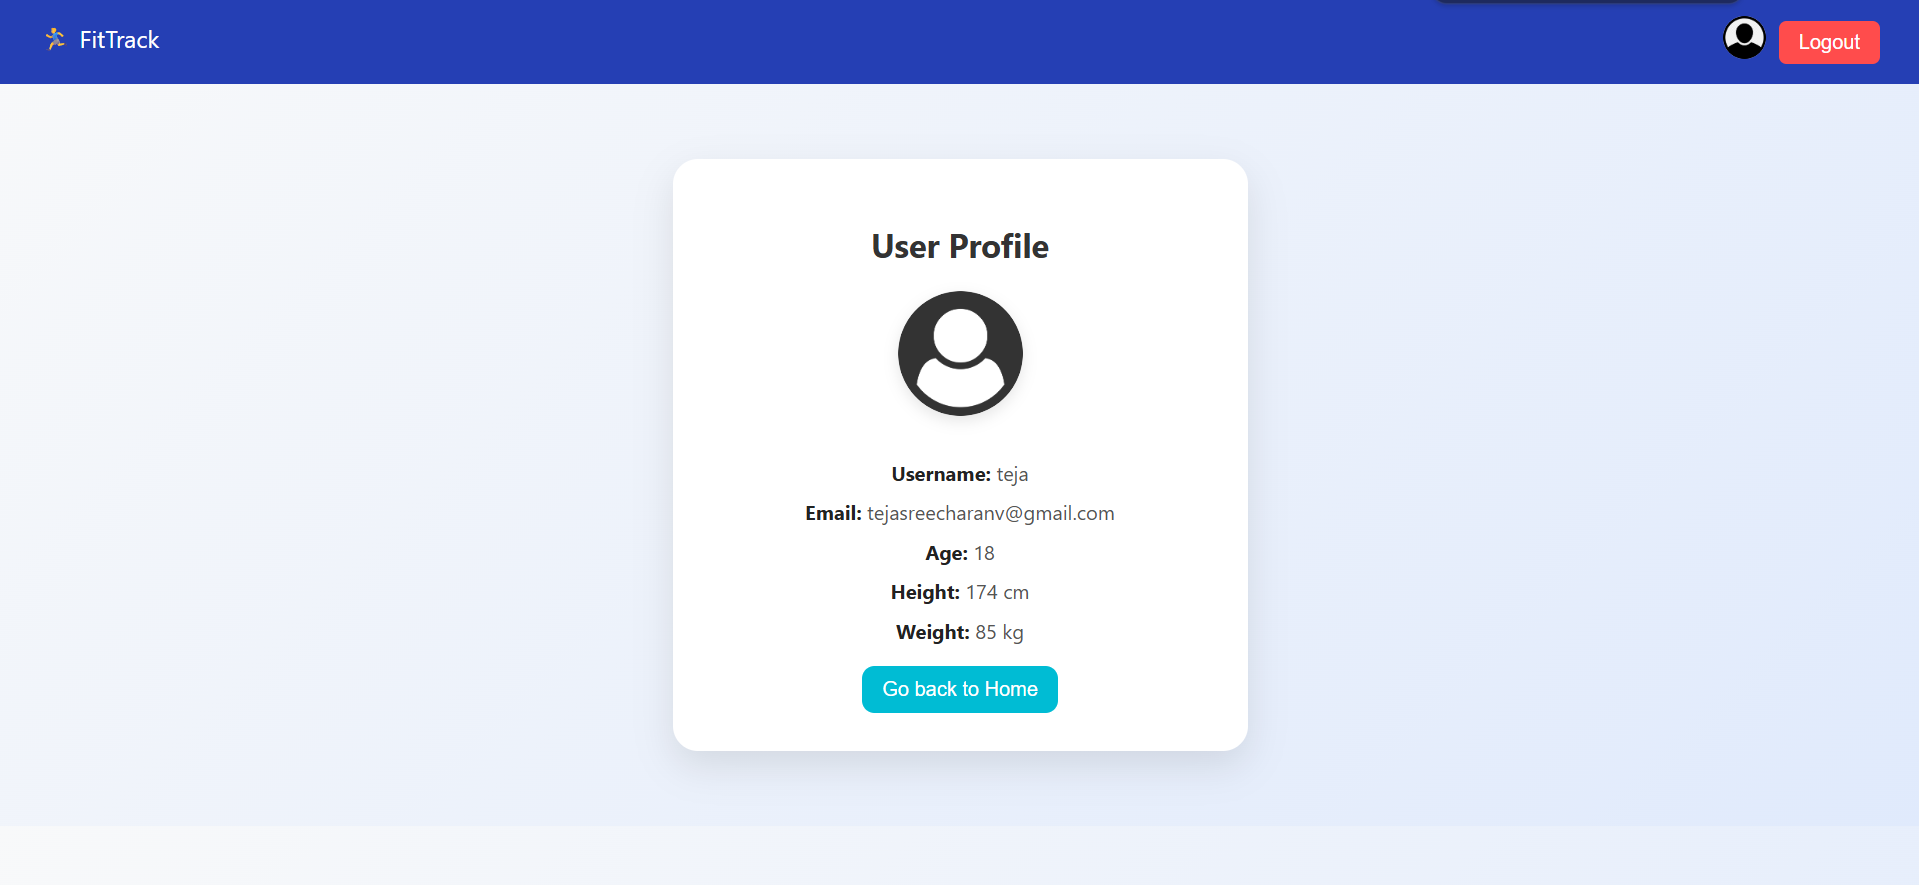 FitTrack
Logout
User Profile
Username: teja
Email: tejasreecharanv@gmail.com
Age: 18
Height: 174 cm
Weight: 85 kg
Go back to Home